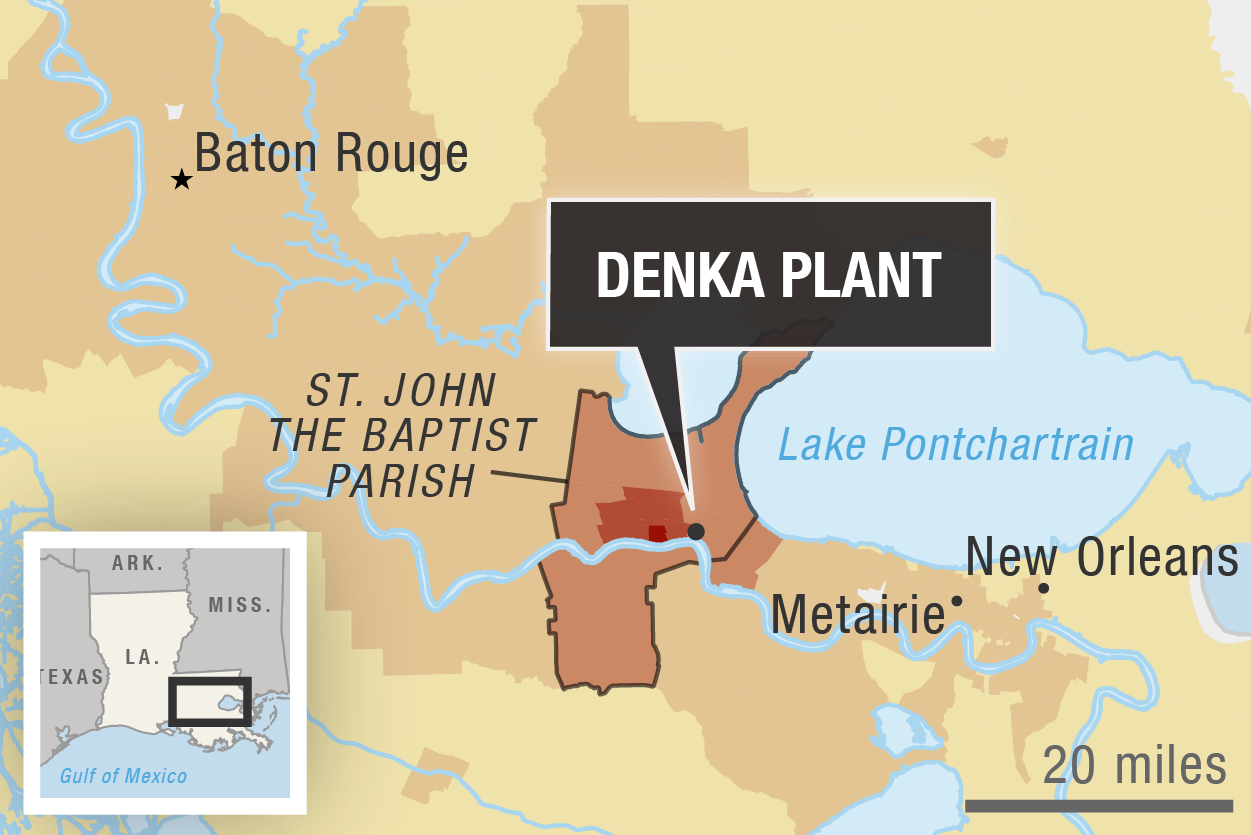 Baton Rouge
DENKA PLANT
ST. JOHN
THE BAPTIST
PARISH
Lake Pontchartrain
New Orleans
Metairie
ARK.
MISS.
LA.
TEXAS
Gulf of Mexico
20 miles